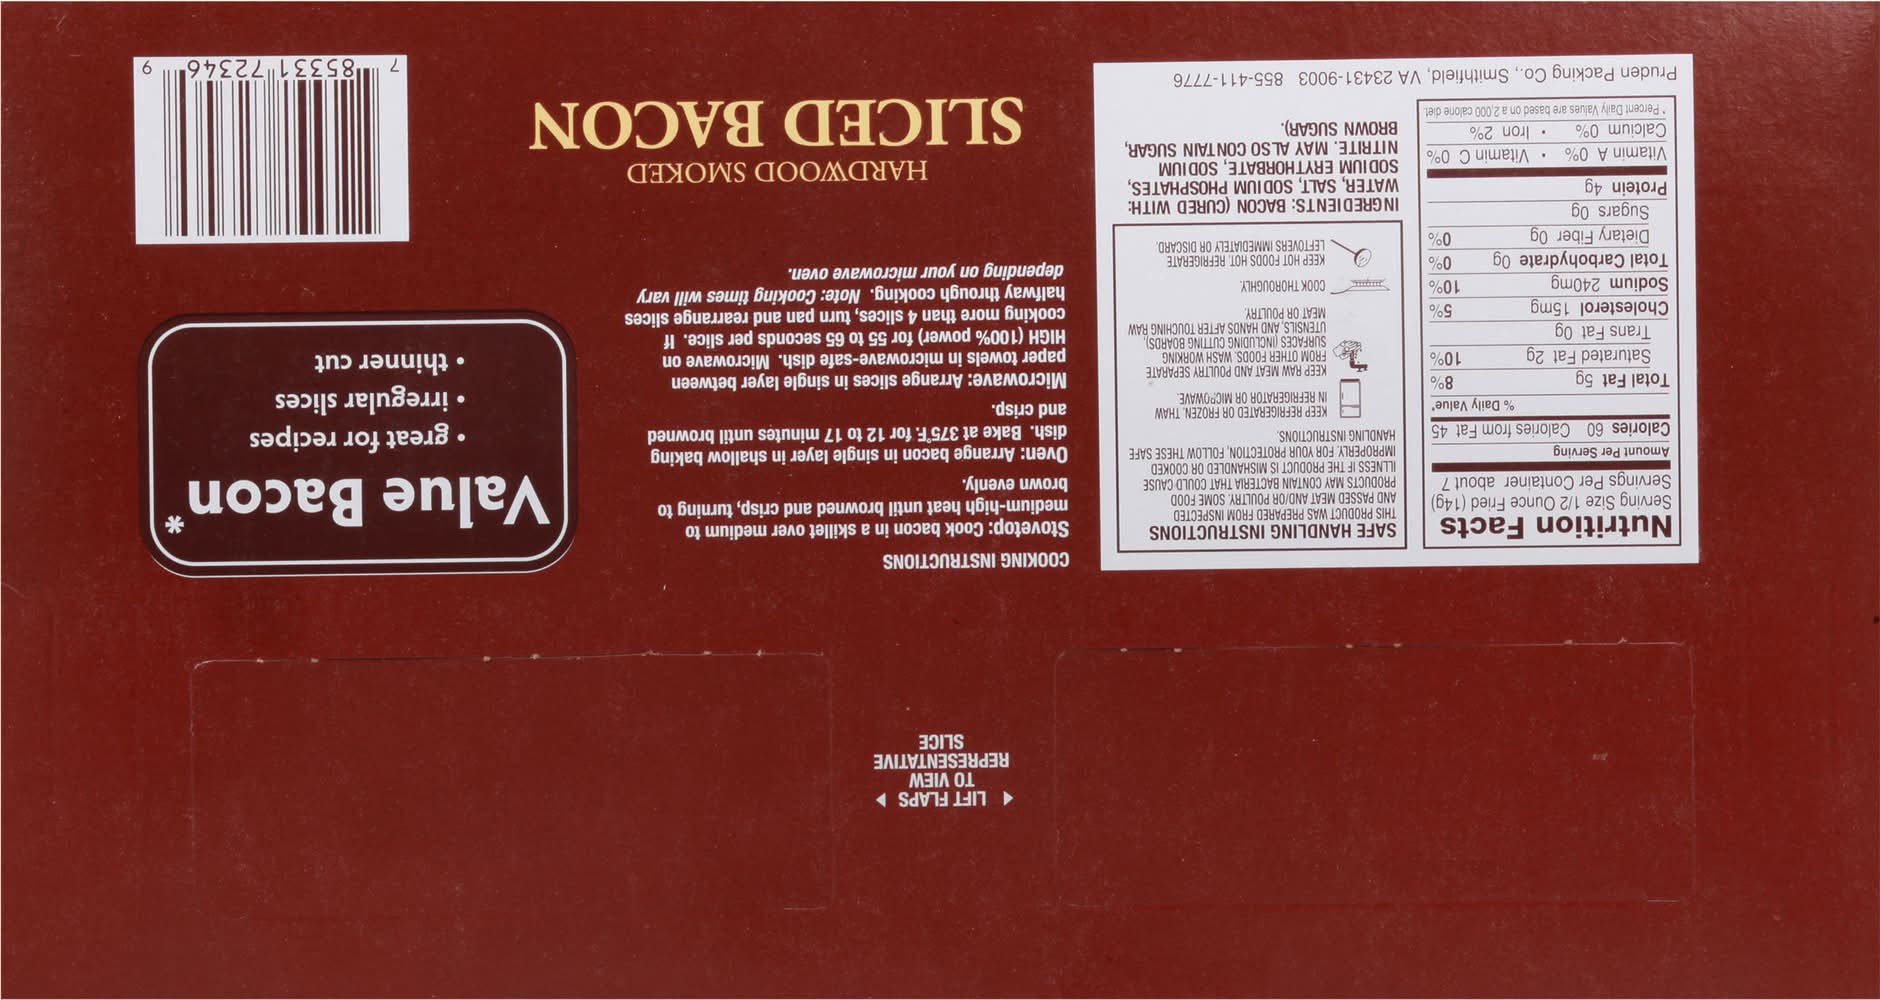 ▶ LIFT FLAPS ◀
TO VIEW
REPRESENTATIVE
SLICE
Nutrition Facts
Serving Size 1/2 Ounce Fried (14g)
Servings Per Container about 7
Amount Per Serving
Calories 60 Calories from Fat 45
% Daily Value*
Total Fat 5g 8%
Saturated Fat 2g 10%
Trans Fat 0g
Cholesterol 15mg 5%
Sodium 240mg 10%
Total Carbohydrate 0g 0%
Dietary Fiber 0g 0%
Sugars 0g
Protein 4g
Vitamin A 0% • Vitamin C 0%
Calcium 0% • Iron 2%
* Percent Daily Values are based on a 2,000 calorie diet.
SAFE HANDLING INSTRUCTIONS
THIS PRODUCT WAS PREPARED FROM INSPECTED
AND PASSED MEAT AND/OR POULTRY. SOME FOOD
PRODUCTS MAY CONTAIN BACTERIA THAT COULD CAUSE
ILLNESS IF THE PRODUCT IS MISHANDLED OR COOKED
IMPROPERLY. FOR YOUR PROTECTION, FOLLOW THESE SAFE
HANDLING INSTRUCTIONS.
KEEP REFRIGERATED OR FROZEN. THAW
IN REFRIGERATOR OR MICROWAVE.
KEEP RAW MEAT AND POULTRY SEPARATE
FROM OTHER FOODS. WASH WORKING
SURFACES (INCLUDING CUTTING BOARDS),
UTENSILS, AND HANDS AFTER TOUCHING RAW
MEAT OR POULTRY.
COOK THOROUGHLY.
KEEP HOT FOODS HOT. REFRIGERATE
LEFTOVERS IMMEDIATELY OR DISCARD.
INGREDIENTS: BACON (CURED WITH:
WATER, SALT, SODIUM PHOSPHATES,
SODIUM ERYTHORBATE, SODIUM
NITRITE. MAY ALSO CONTAIN SUGAR,
BROWN SUGAR).
Pruden Packing Co., Smithfield, VA 23431-9003 855-411-7776
COOKING INSTRUCTIONS
Stovetop: Cook bacon in a skillet over medium to
medium-high heat until browned and crisp, turning to
brown evenly.
Oven: Arrange bacon in single layer in shallow baking
dish. Bake at 375°F. for 12 to 17 minutes until browned
and crisp.
Microwave: Arrange slices in single layer between
paper towels in microwave-safe dish. Microwave on
HIGH (100% power) for 55 to 65 seconds per slice. If
cooking more than 4 slices, turn pan and rearrange slices
halfway through cooking. Note: Cooking times will vary
depending on your microwave oven.
HARDWOOD SMOKED
SLICED BACON
Value Bacon*
• great for recipes
• irregular slices
• thinner cut
7 85331 72346 9